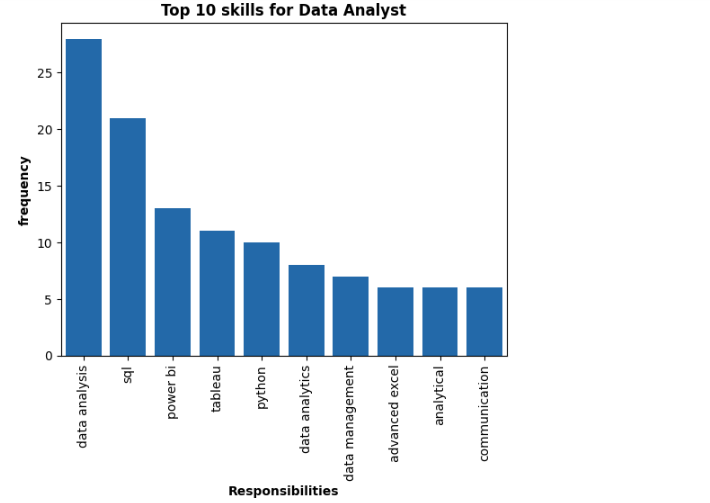 Top 10 skills for Data Analyst
frequency
25
20
15
10
5
0
data analysis
sql
power bi
tableau
python
data analytics
data management
advanced excel
analytical
communication
Responsibilities